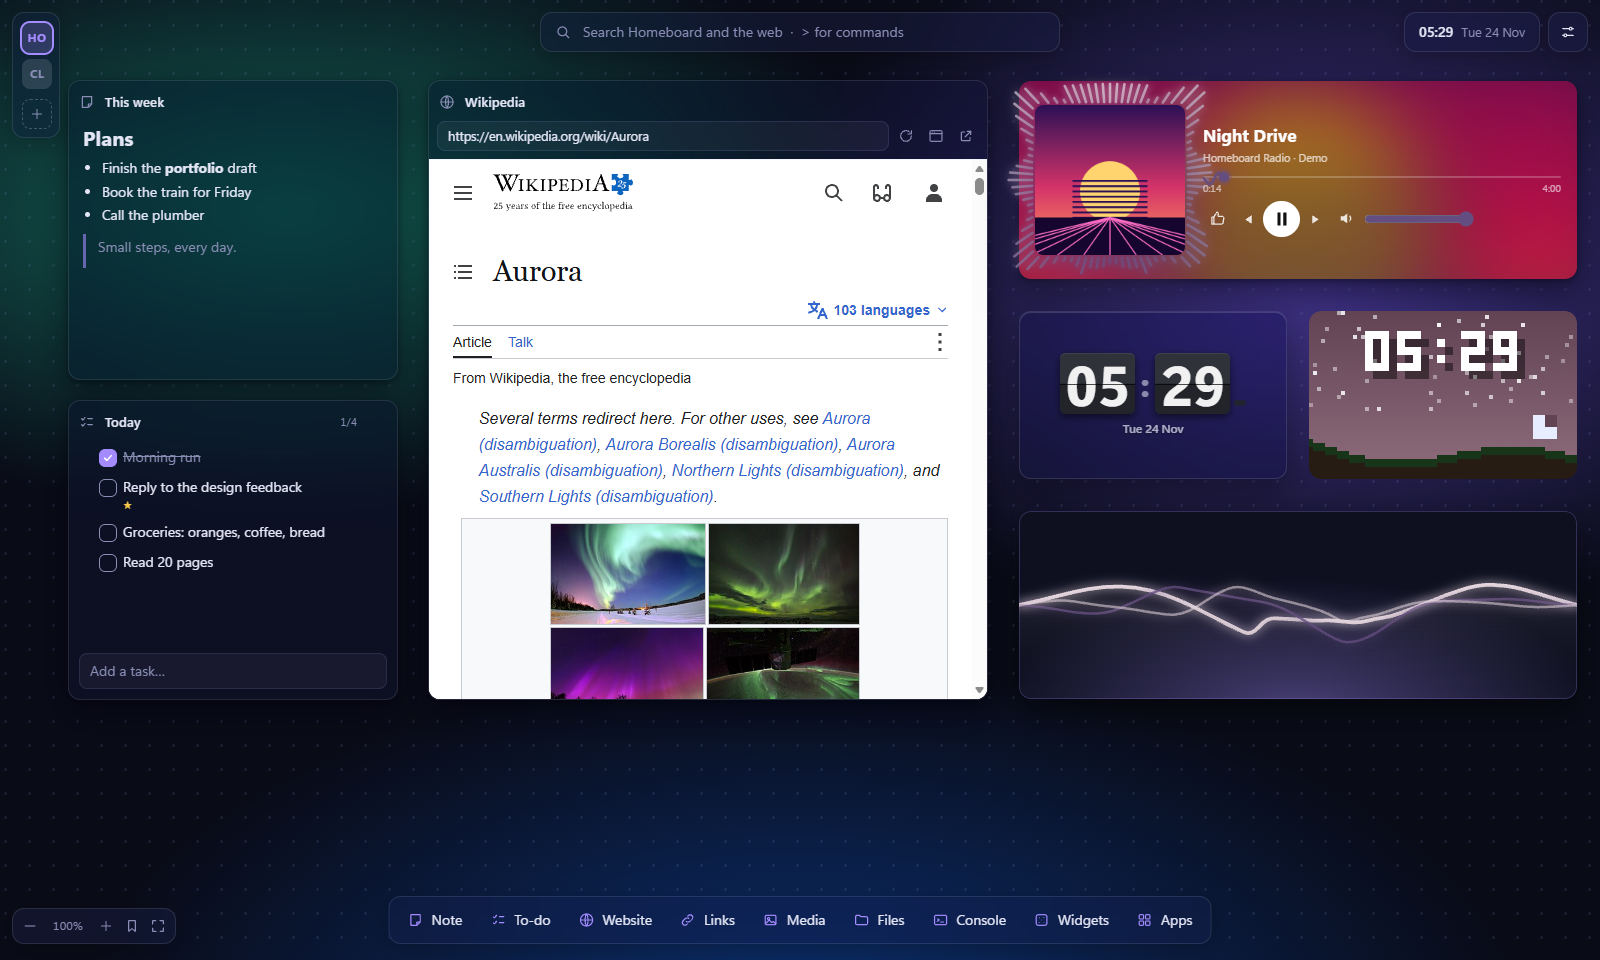 HO
CL
Search Homeboard and the web · > for commands
05:29 Tue 24 Nov
This week
Plans
Finish the portfolio draft
Book the train for Friday
Call the plumber
Small steps, every day.
Today 1/4
Morning run
Reply to the design feedback
Groceries: oranges, coffee, bread
Read 20 pages
Add a task...
Wikipedia
https://en.wikipedia.org/wiki/Aurora
WIKIPEDIA 25
25 years of the free encyclopedia
Aurora
103 languages
Article Talk
From Wikipedia, the free encyclopedia
Several terms redirect here. For other uses, see Aurora
(disambiguation), Aurora Borealis (disambiguation), Aurora
Australis (disambiguation), Northern Lights (disambiguation), and
Southern Lights (disambiguation).
Night Drive
Homeboard Radio · Demo
0:14 4:00
05:29
Tue 24 Nov
05:29
100%
Note To-do Website Links Media Files Console Widgets Apps